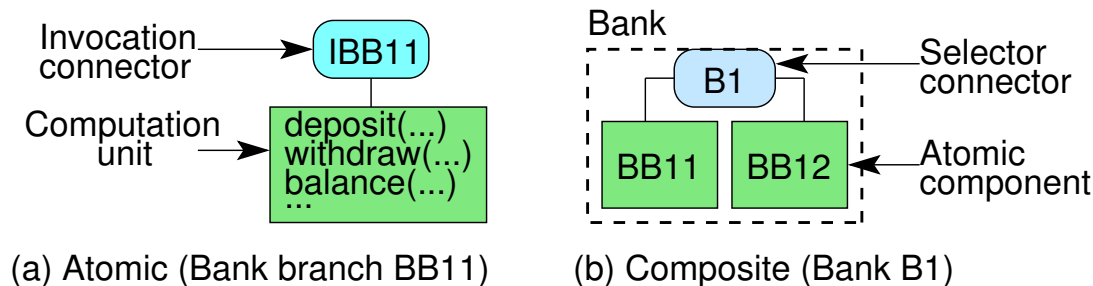 Invocation
connector
IBB11
Computation
unit
deposit(...)
withdraw(...)
balance(...)
...
(a) Atomic (Bank branch BB11)
Bank
B1
Selector
connector
BB11
BB12
Atomic
component
(b) Composite (Bank B1)